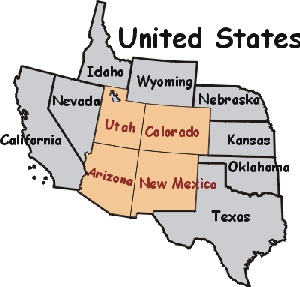 United States
Idaho
Wyoming
Nevada
Nebraska
Utah
Colorado
California
Kansas
Oklahoma
Arizona
New Mexico
Texas